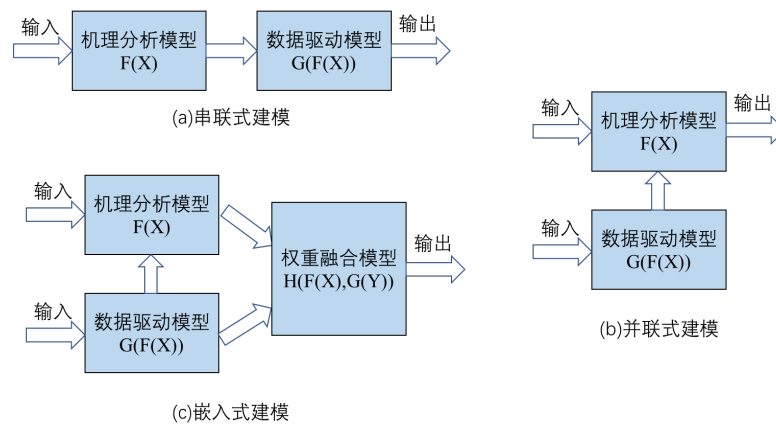 输入
机理分析模型
F(X)
数据驱动模型
G(F(X))
输出
(a)串联式建模
输入
机理分析模型
F(X)
输出
输入
数据驱动模型
G(F(X))
(b)并联式建模
输入
机理分析模型
F(X)
输入
数据驱动模型
G(F(X))
权重融合模型
H(F(X),G(Y))
输出
(c)嵌入式建模